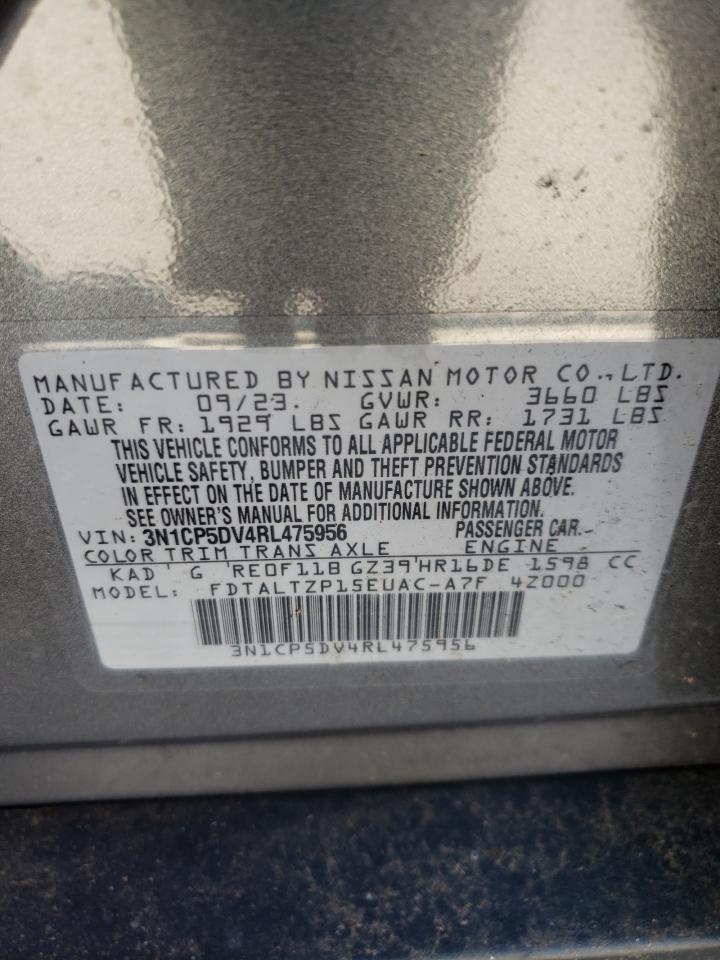 MANUFACTURED BY NISSAN MOTOR CO., LTD.
DATE: 09/23. GVWR: 3660 LBS
GAWR FR: 1929 LBS GAWR RR: 1731 LBS
THIS VEHICLE CONFORMS TO ALL APPLICABLE FEDERAL MOTOR
VEHICLE SAFETY, BUMPER AND THEFT PREVENTION STANDARDS
IN EFFECT ON THE DATE OF MANUFACTURE SHOWN ABOVE.
SEE OWNER'S MANUAL FOR ADDITIONAL INFORMATION.
VIN: 3N1CP5DV4RL475956 PASSENGER CAR.
COLOR TRIM TRANS AXLE ENGINE
KAD G RE0F11B GZ39 HR16DE 1598 CC
MODEL: FDTALTZP15EUAC-A7F 4Z000
3N1CP5DV4RL475956